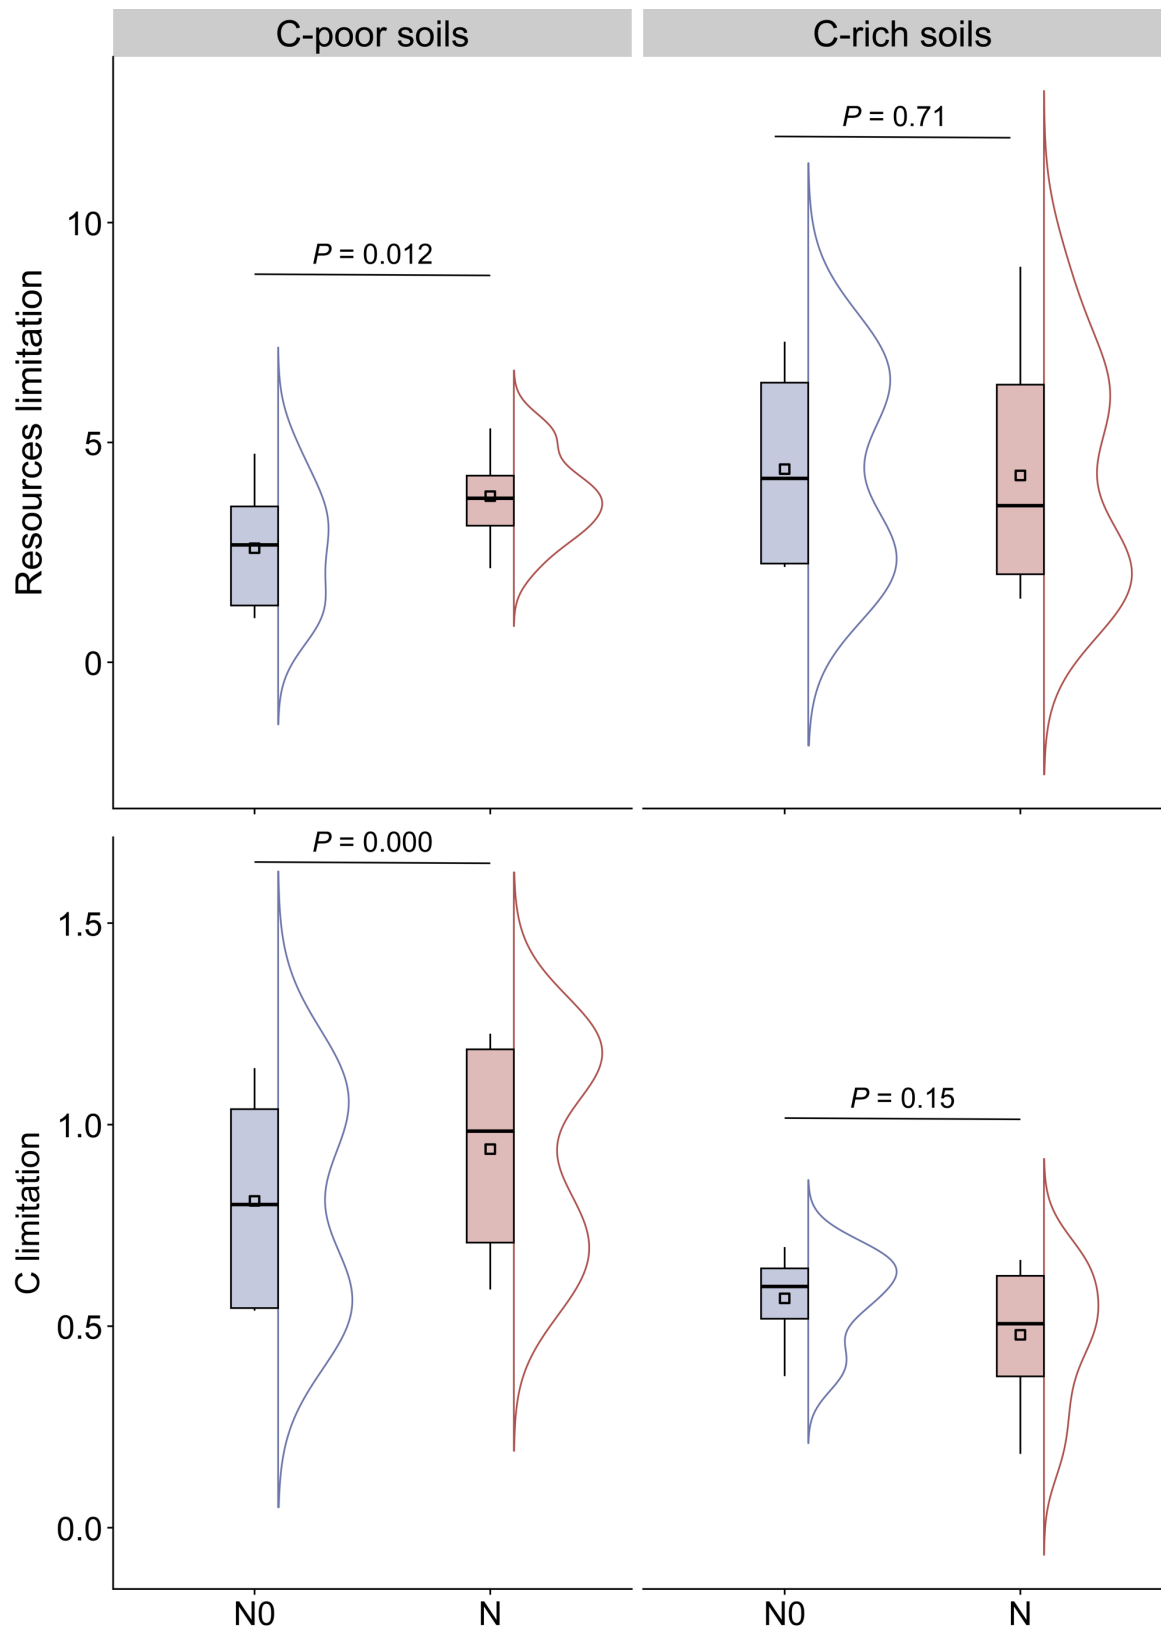 C-poor soils
C-rich soils
Resources limitation
10
5
0
P = 0.012
P = 0.71
C limitation
1.5
1.0
0.5
0.0
P = 0.000
P = 0.15
N0
N
N0
N